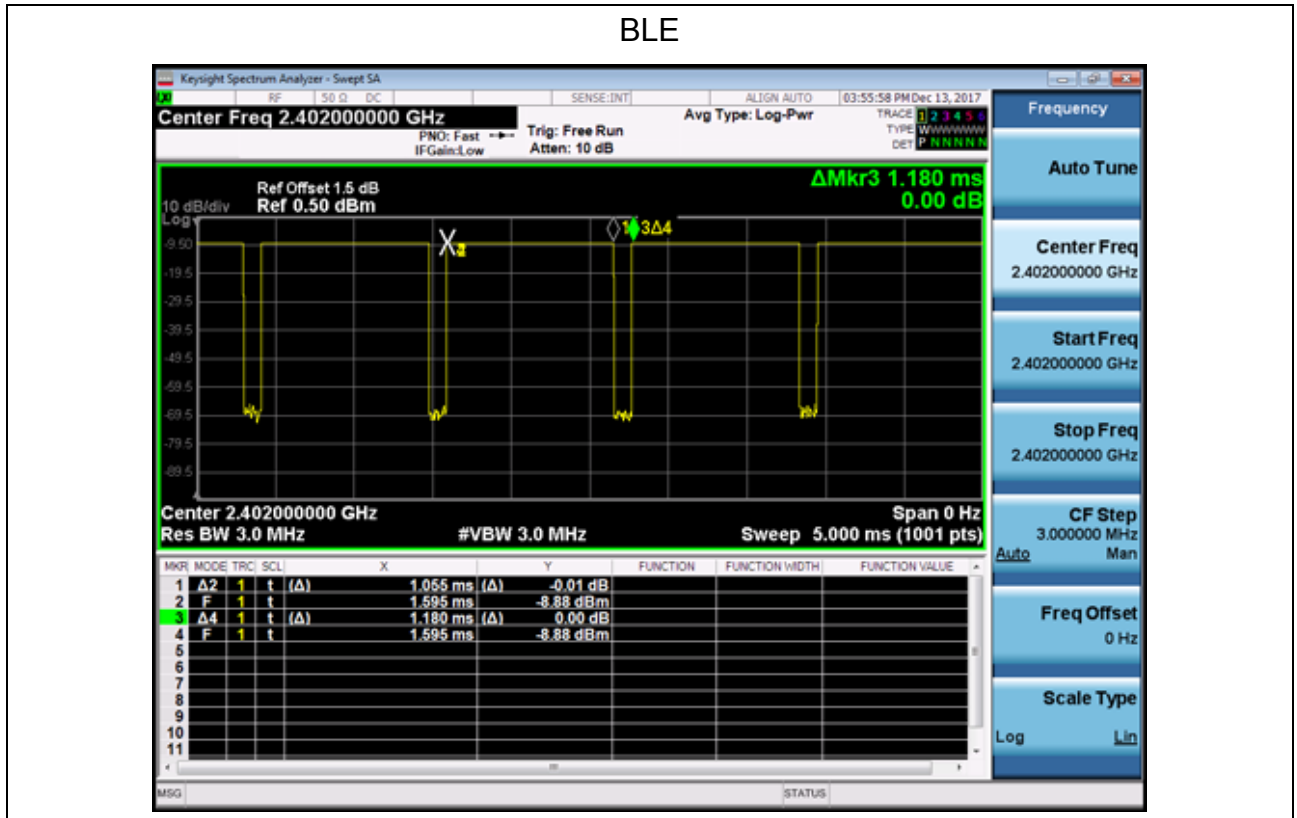 BLE
Keysight Spectrum Analyzer - Swept SA
RF 50 Ω DC SENSE:INT ALIGN AUTO 03:55:58 PM Dec 13, 2017
Center Freq 2.402000000 GHz
PNO: Fast
IFGain:Low
Trig: Free Run
Atten: 10 dB
Avg Type: Log-Pwr
TRACE 1 2 3 4 5 6
TYPE WWWWWWW
DET P N N N N N
Frequency
ΔMkr3 1.180 ms
0.00 dB
Ref Offset 1.5 dB
10 dB/div Ref 0.50 dBm
Log
1 3Δ4
-9.50
-19.5
-29.5
-39.5
-49.5
-59.5
-69.5
-79.5
-89.5
Center 2.402000000 GHz Span 0 Hz
Res BW 3.0 MHz #VBW 3.0 MHz Sweep 5.000 ms (1001 pts)
MKR MODE TRC SCL X Y FUNCTION FUNCTION WIDTH FUNCTION VALUE
1 Δ2 1 t (Δ) 1.055 ms (Δ) -0.01 dB
2 F 1 t 1.595 ms -8.88 dBm
3 Δ4 1 t (Δ) 1.180 ms (Δ) 0.00 dB
4 F 1 t 1.595 ms -8.88 dBm
5
6
7
8
9
10
11
MSG STATUS
Auto Tune
Center Freq
2.402000000 GHz
Start Freq
2.402000000 GHz
Stop Freq
2.402000000 GHz
CF Step
3.000000 MHz
Auto Man
Freq Offset
0 Hz
Scale Type
Log Lin